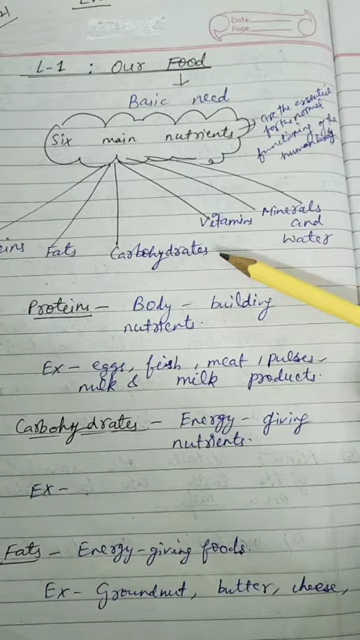 Date
Page
L-1 : Our Food
Basic need
Six main nutrients
are the essential
for the normal
functioning of the
human body
Vitamins
Minerals
and
Water
eins
Fats
Carbohydrates
Proteins - Body - building
nutrients.
Ex - eggs, fish, meat, pulses,
milk & milk products.
Carbohydrates - Energy - giving
nutrients.
Ex -
Fats - Energy-giving foods.
Ex - Groundnut, butter, cheese,